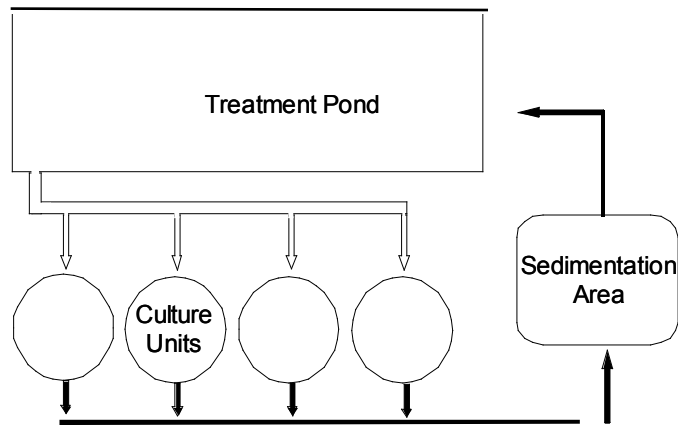 Treatment Pond
Sedimentation
Area
Culture
Units